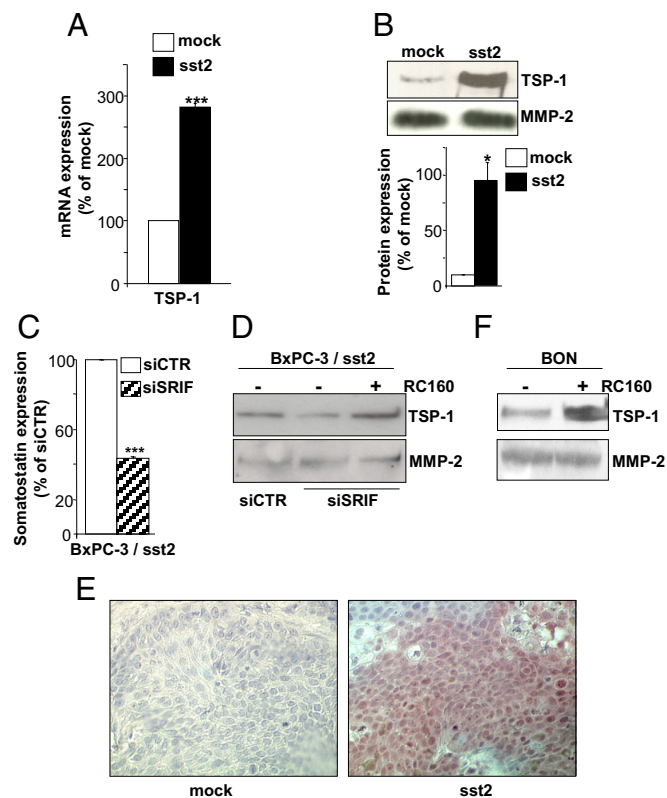 A
mock
sst2
mRNA expression
(% of mock)
350
300
200
100
0
***
TSP-1
B
mock sst2
TSP-1
MMP-2
mock
sst2
Protein expression
(% of mock)
100
75
50
25
0
*
C
siCTR
siSRIF
Somatostatin expression
(% of siCTR)
100
60
40
20
0
***
BxPC-3 / sst2
D
BxPC-3 / sst2
- - + RC160
TSP-1
MMP-2
siCTR siSRIF
F
BON
- + RC160
TSP-1
MMP-2
E
mock sst2